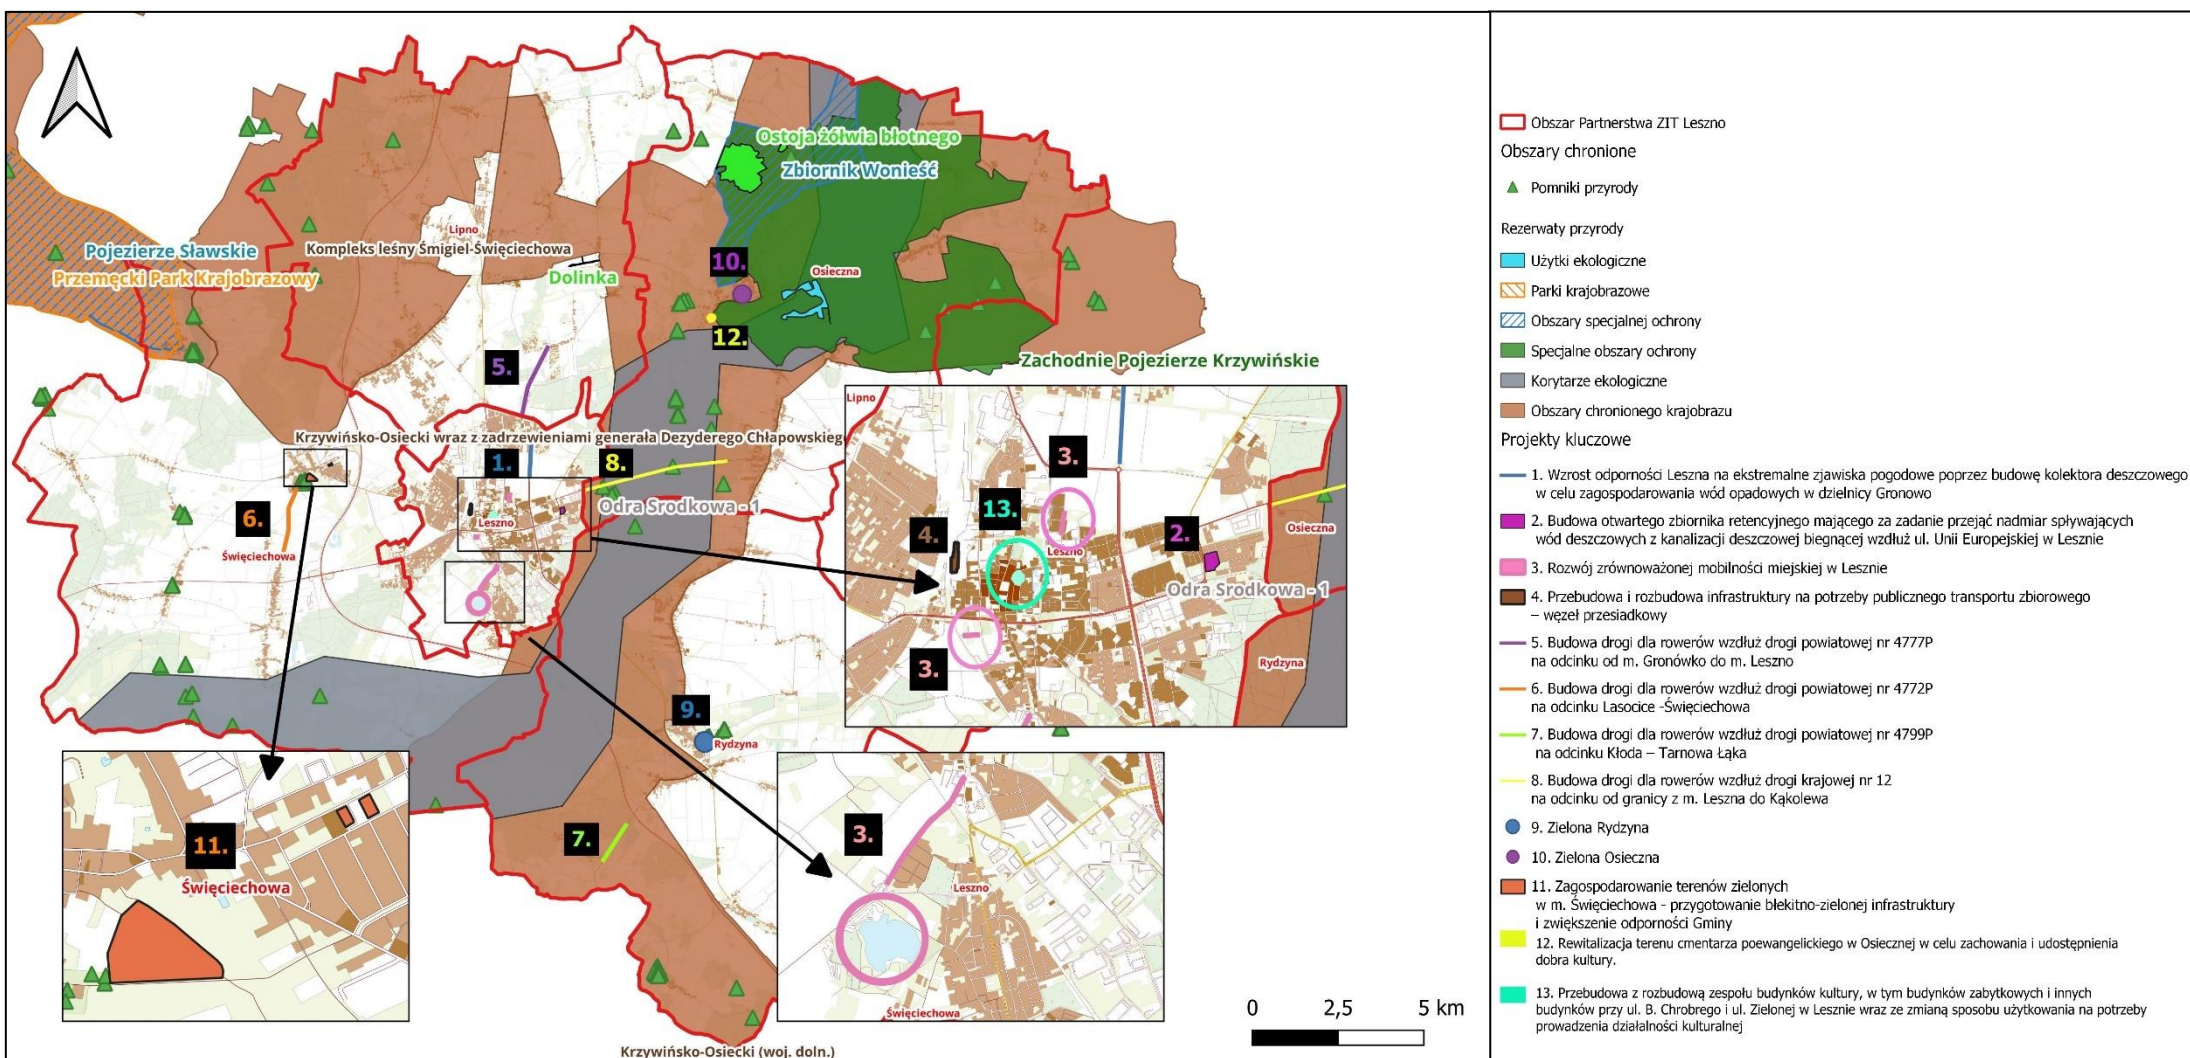 Ostoja żółwia błotnego
Zbiornik Wonieść
Lipno
Kompleks leśny Śmigiel-Święciechowa
Pojezierze Sławskie
Przemęcki Park Krajobrazowy
Dolinka
10.
Osieczna
12.
5.
Zachodnie Pojezierze Krzywińskie
Krzywińsko-Osiecki wraz z zadrzewieniami generała Dezyderego Chłapowskieg
1.
8.
Odra Srodkowa - 1
Leszno
6.
Święciechowa
9.
Rydzyna
7.
Krzywińsko-Osiecki (woj. doln.)
Lipno
3.
13.
4.
Leszno
2.
Osieczna
Odra Srodkowa - 1
3.
Rydzyna
11.
Święciechowa
3.
Leszno
Święciechowa
0 2,5 5 km
Obszar Partnerstwa ZIT Leszno
Obszary chronione
Pomniki przyrody
Rezerwaty przyrody
Użytki ekologiczne
Parki krajobrazowe
Obszary specjalnej ochrony
Specjalne obszary ochrony
Korytarze ekologiczne
Obszary chronionego krajobrazu
Projekty kluczowe
1. Wzrost odporności Leszna na ekstremalne zjawiska pogodowe poprzez budowę kolektora deszczowego
w celu zagospodarowania wód opadowych w dzielnicy Gronowo
2. Budowa otwartego zbiornika retencyjnego mającego za zadanie przejąć nadmiar spływających
wód deszczowych z kanalizacji deszczowej biegnącej wzdłuż ul. Unii Europejskiej w Lesznie
3. Rozwój zrównoważonej mobilności miejskiej w Lesznie
4. Przebudowa i rozbudowa infrastruktury na potrzeby publicznego transportu zbiorowego
– węzeł przesiadkowy
5. Budowa drogi dla rowerów wzdłuż drogi powiatowej nr 4777P
na odcinku od m. Gronówko do m. Leszno
6. Budowa drogi dla rowerów wzdłuż drogi powiatowej nr 4772P
na odcinku Lasocice -Święciechowa
7. Budowa drogi dla rowerów wzdłuż drogi powiatowej nr 4799P
na odcinku Kłoda – Tarnowa Łąka
8. Budowa drogi dla rowerów wzdłuż drogi krajowej nr 12
na odcinku od granicy z m. Leszna do Kąkolewa
9. Zielona Rydzyna
10. Zielona Osieczna
11. Zagospodarowanie terenów zielonych
w m. Święciechowa - przygotowanie błekitno-zielonej infrastruktury
i zwiększenie odporności Gminy
12. Rewitalizacja terenu cmentarza poewangelickiego w Osiecznej w celu zachowania i udostępnienia
dobra kultury.
13. Przebudowa z rozbudową zespołu budynków kultury, w tym budynków zabytkowych i innych
budynków przy ul. B. Chrobrego i ul. Zielonej w Lesznie wraz ze zmianą sposobu użytkowania na potrzeby
prowadzenia działalności kulturalnej